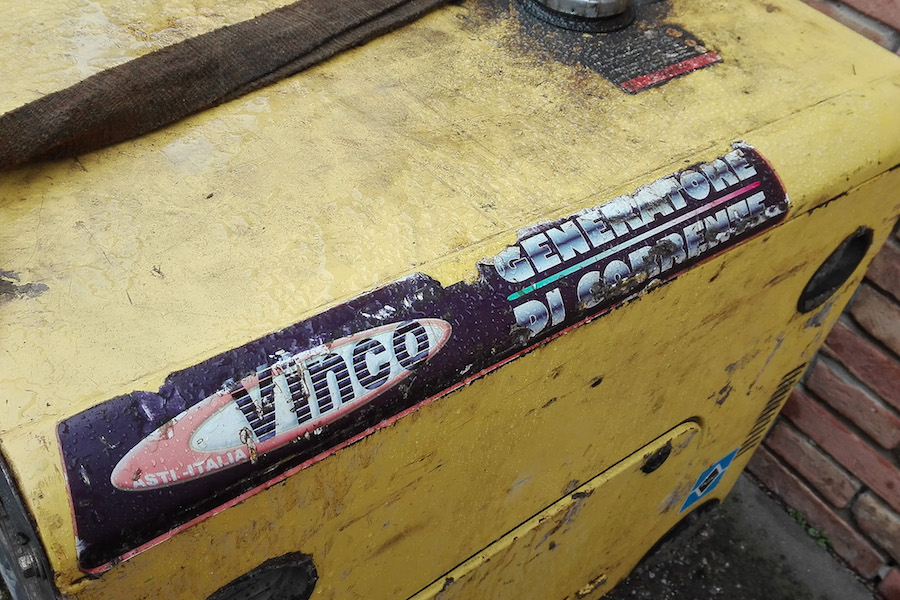 Vinco
ASTI - ITALIA
GENERATORE
DI CORRENTE